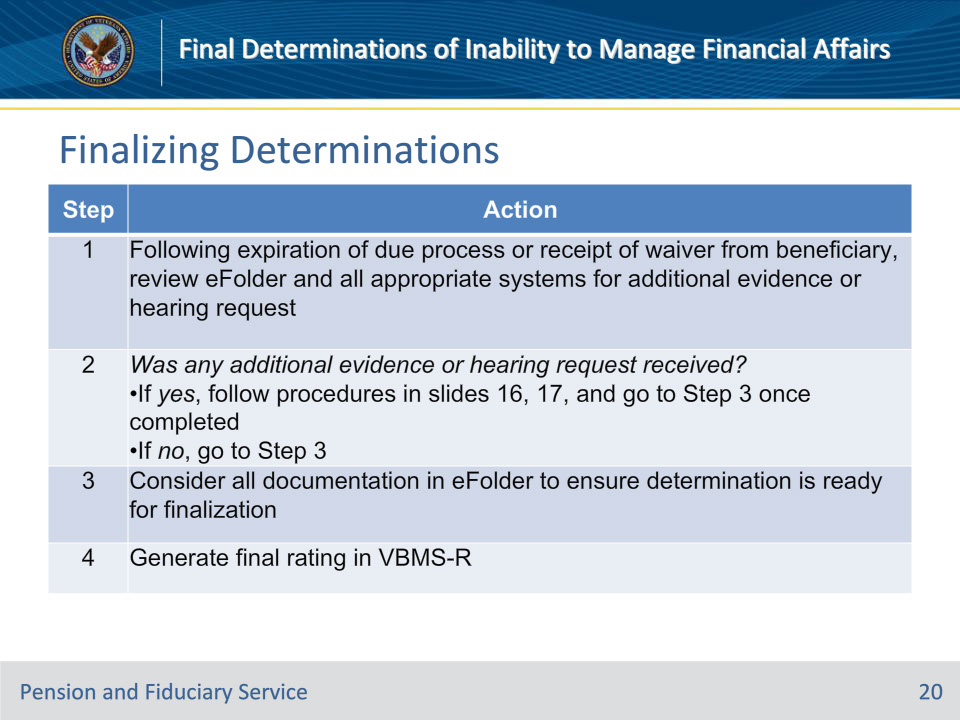 Final Determinations of Inability to Manage Financial Affairs
Finalizing Determinations
Step Action
1 Following expiration of due process or receipt of waiver from beneficiary,
review eFolder and all appropriate systems for additional evidence or
hearing request
2 Was any additional evidence or hearing request received?
•If yes, follow procedures in slides 16, 17, and go to Step 3 once
completed
•If no, go to Step 3
3 Consider all documentation in eFolder to ensure determination is ready
for finalization
4 Generate final rating in VBMS-R
Pension and Fiduciary Service 20